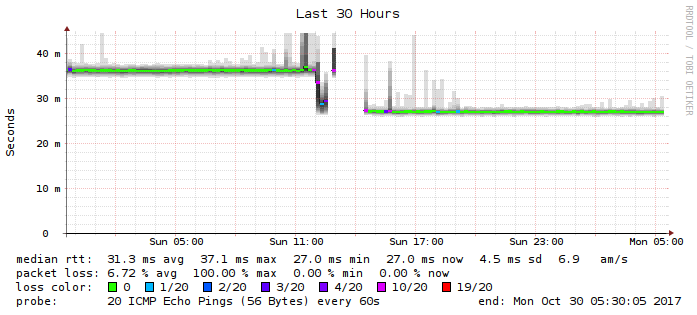 Last 30 Hours
RRDTOOL / TOBI OETIKER
Seconds
40 m
30 m
20 m
10 m
0
Sun 05:00 Sun 11:00 Sun 17:00 Sun 23:00 Mon 05:00
median rtt: 31.3 ms avg 37.1 ms max 27.0 ms min 27.0 ms now 4.5 ms sd 6.9 am/s
packet loss: 6.72 % avg 100.00 % max 0.00 % min 0.00 % now
loss color: 0 1/20 2/20 3/20 4/20 10/20 19/20
probe: 20 ICMP Echo Pings (56 Bytes) every 60s end: Mon Oct 30 05:30:05 2017